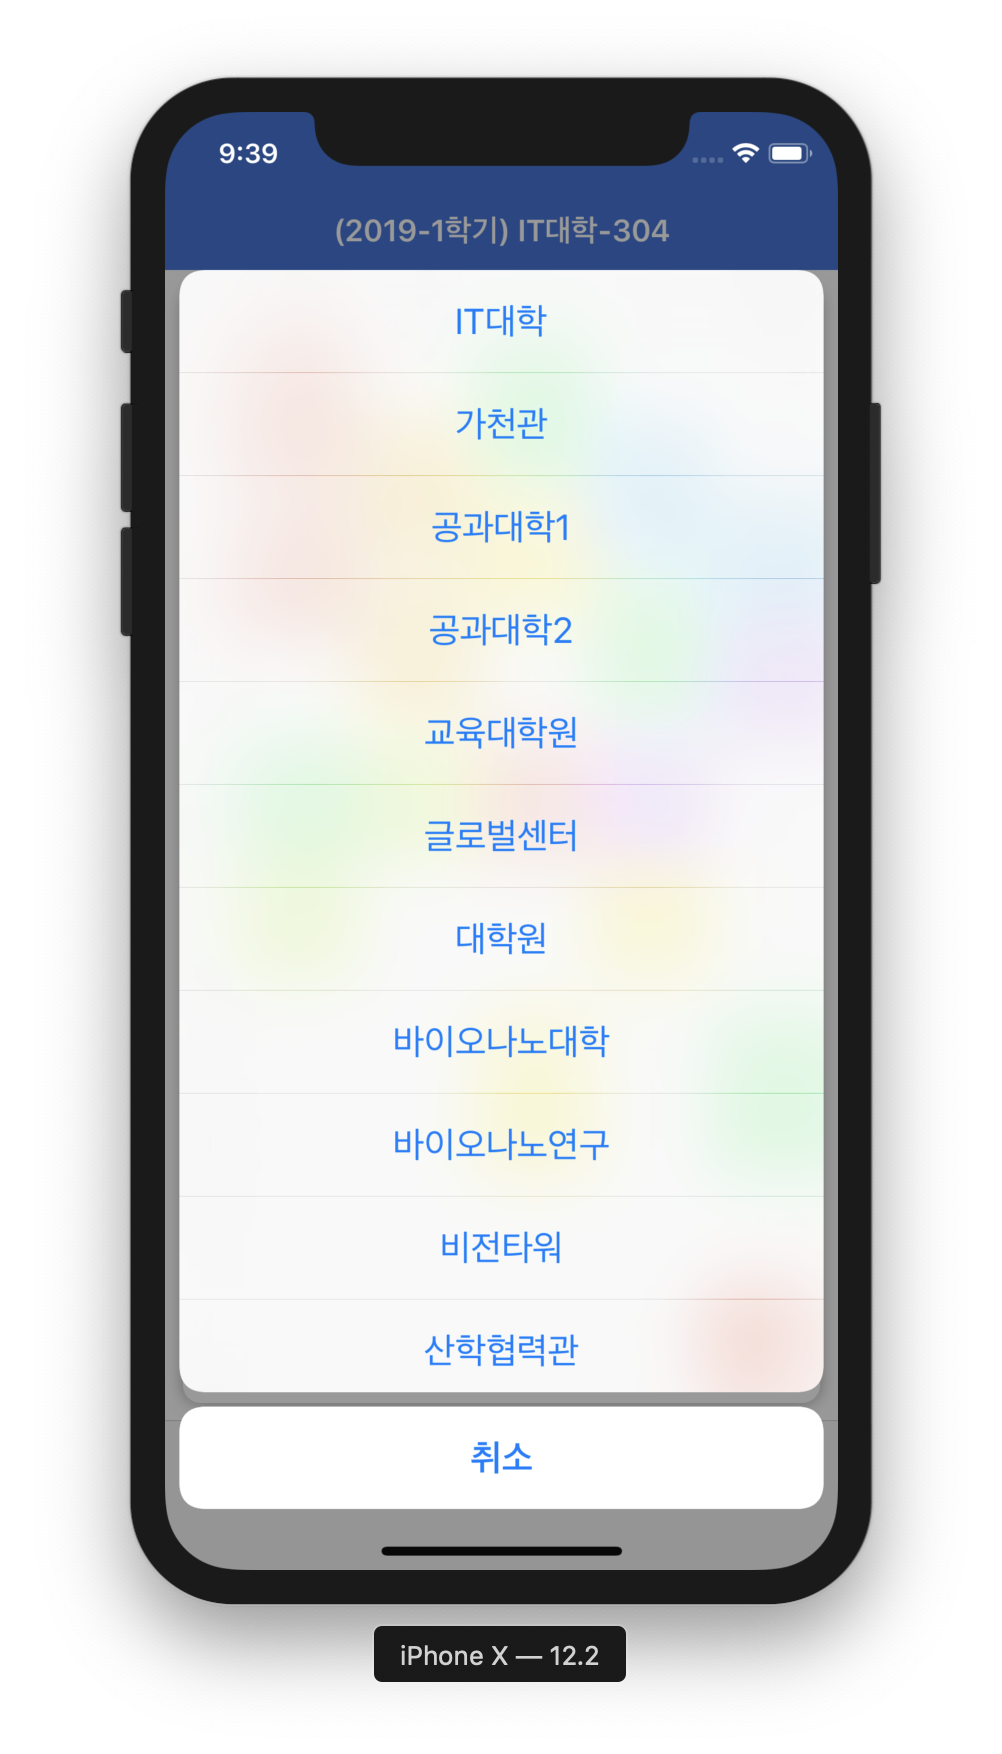 9:39
(2019-1학기) IT대학-304
IT대학
가천관
공과대학1
공과대학2
교육대학원
글로벌센터
대학원
바이오나노대학
바이오나노연구
비전타워
산학협력관
취소
iPhone X — 12.2